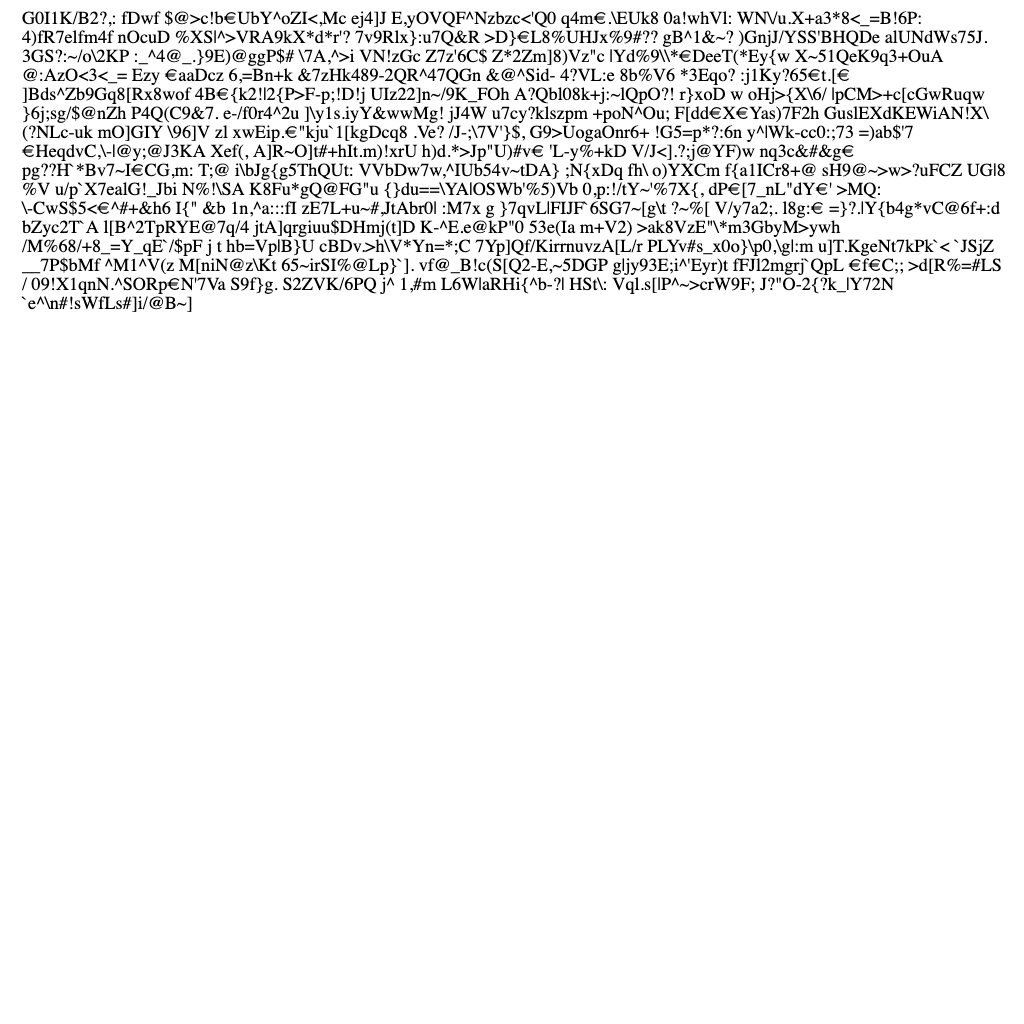 G0I1K/B2?,: fDwf $@>c!b€UbY^oZI<,Mc ej4]J E,yOVQF^Nzbzc<'Q0 q4m€.\EUk8 0a!whVl: WN\/u.X+a3*8<_=B!6P:
4)fR7elfm4f nOcuD %XS|^>VRA9kX*d*r'? 7v9Rlx}:u7Q&R >D}€L8%UHJx%9#?? gB^1&~? )GnjJ/YSS'BHQDe alUNdWs75J.
3GS?:~/o\2KP :_^4@_.}9E)@ggP$# \7A,^>i VN!zGc Z7z'6C$ Z*2Zm]8)Vz"c |Yd%9\\*€DeeT(*Ey{w X~51QeK9q3+OuA
@:AzO<3<_= Ezy €aaDcz 6,=Bn+k &7zHk489-2QR^47QGn &@^Sid- 4?VL:e 8b%V6 *3Eqo? :j1Ky?65€t.[€
]Bds^Zb9Gq8[Rx8wof 4B€{k2!l2{P>F-p;!D!j UIz22]n~/9K_FOh A?Qbl08k+j:~lQpO?! r}xoD w oHj>{X\6/ |pCM>+c[cGwRuqw
}6j;sg/$@nZh P4Q(C9&7. e-/f0r4^2u ]\y1s.iyY&wwMg! jJ4W u7cy?klszpm +poN^Ou; F[dd€X€Yas)7F2h GuslEXdKEWiAN!X\
(?NLc-uk mO]GIY \96]V zl xwEip.€"kju`1[kgDcq8 .Ve? /J-;\7V'}$, G9>UogaOnr6+ !G5=p*?:6n y^|Wk-cc0:;73 =)ab$'7
€HeqdvC,\-|@y;@J3KA Xef(, A]R~O]t#+hIt.m)!xrU h)d.*>Jp"U)#v€ 'L-y%+kD V/J<].?;j@YF)w nq3c&#&g€
pg??H`*Bv7~I€CG,m: T;@ i\bJg{g5ThQUt: VVbDw7w,^IUb54v~tDA} ;N{xDq fh\ o)YXCm f{a1ICr8+@ sH9@~>w>?uFCZ UG|8
%V u/p`X7ealG!_Jbi N%!\SA K8Fu*gQ@FG"u {}du==\YA|OSWb'%5)Vb 0,p:!/tY~'%7X{, dP€[7_nL"dY€' >MQ:
\-CwS$5<€^#+&h6 I{" &b 1n,^a:::fI zE7L+u~#,JtAbr0| :M7x g }7qvL|FIJF`6SG7~[g\t ?~%[ V/y7a2;. l8g:€ =}?.|Y{b4g*vC@6f+:d
bZyc2T`A l[B^2TpRYE@7q/4 jtA]qrgiuu$DHmj(t]D K-^E.e@kP"0 53e(Ia m+V2) >ak8VzE"\*m3GbyM>ywh
/M%68/+8_=Y_qE`/$pF j t hb=Vp|B}U cBDv.>h\V*Yn=*;C 7Yp]Qf/KirrnuvzA[L/r PLYv#s_x0o}\p0,\g|:m u]T.KgeNt7kPk`< `JSjZ
__7P$bMf ^M1^V(z M[niN@z\Kt 65~irSI%@Lp}`]. vf@_B!c(S[Q2-E,~5DGP g|jy93E;i^'Eyr)t fFJl2mgrj`QpL €f€C;; >d[R%=#LS
/ 09!X1qnN.^SORp€N'7Va S9f}g. S2ZVK/6PQ j^ 1,#m L6W|aRHi{^b-?| HSt\: Vql.s[|P^~>crW9F; J?"O-2{?k_|Y72N
`e^\n#!sWfLs#]i/@B~]